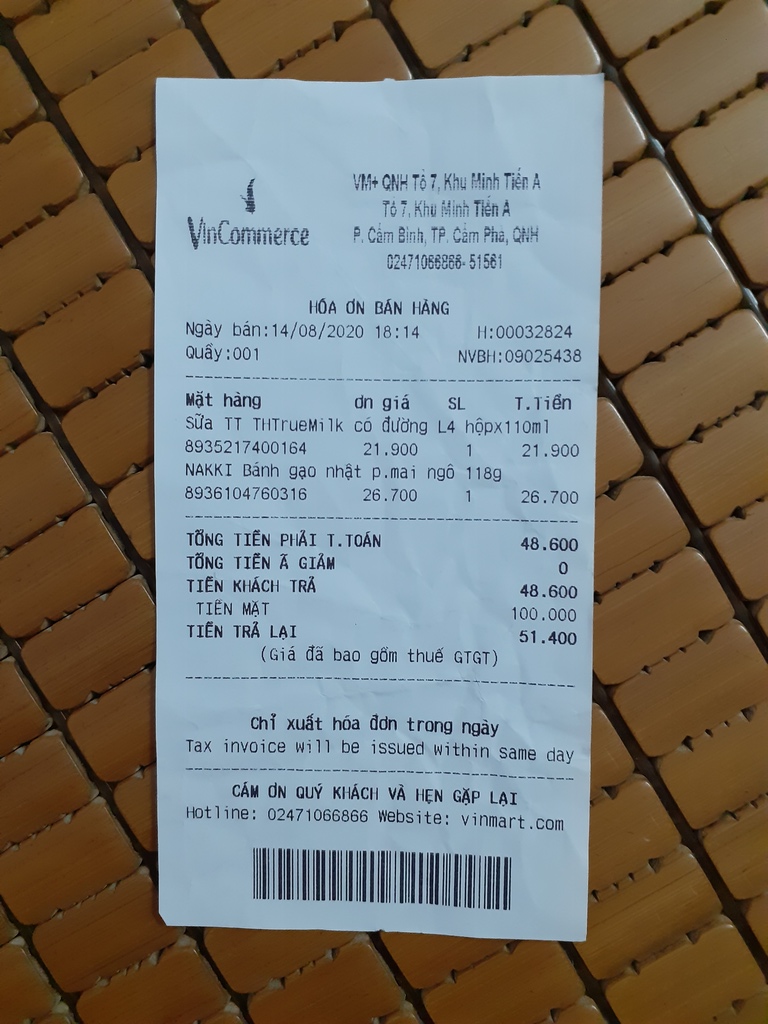 VinCommerce
VM+ QNH Tổ 7, Khu Minh Tiến A
Tổ 7, Khu Minh Tiến A
P. Cẩm Bình, TP. Cẩm Phả, QNH
02471066866- 51561
HÓA ƠN BÁN HÀNG
Ngày bán:14/08/2020 18:14 H:00032824
Quầy:001 NVBH:09025438
Mặt hàng ơn giá SL T.Tiền
Sữa TT THTrueMilk có đường L4 hộpx110ml
8935217400164 21.900 1 21.900
NAKKI Bánh gạo nhật p.mai ngô 118g
8936104760316 26.700 1 26.700
TỔNG TIỀN PHẢI T.TOÁN 48.600
TỔNG TIỀN Ã GIẢM 0
TIỀN KHÁCH TRẢ 48.600
TIỀN MẶT 100.000
TIỀN TRẢ LẠI 51.400
(Giá đã bao gồm thuế GTGT)
Chỉ xuất hóa đơn trong ngày
Tax invoice will be issued within same day
CÁM ƠN QUÝ KHÁCH VÀ HẸN GẶP LẠI
Hotline: 02471066866 Website: vinmart.com